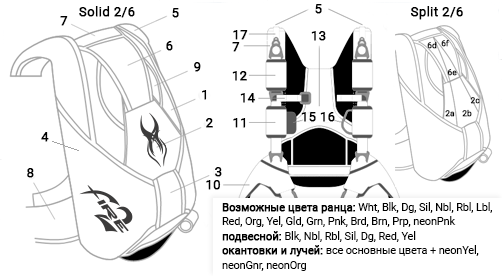 Solid 2/6
5
Split 2/6
7
5
17
7
13
6
6d 6f
9
12
6e
1
14
2c
4
2
11
15 16
2a 2b
3
8
10
Возможные цвета ранца: Wht, Blk, Dg, Sil, Nbl, Rbl, Lbl,
Red, Org, Yel, Gld, Grn, Pnk, Brd, Brn, Prp, neonPnk
подвесной: Blk, Nbl, Rbl, Sil, Dg, Red, Yel
окантовки и лучей: все основные цвета + neonYel,
neonGnr, neonOrg